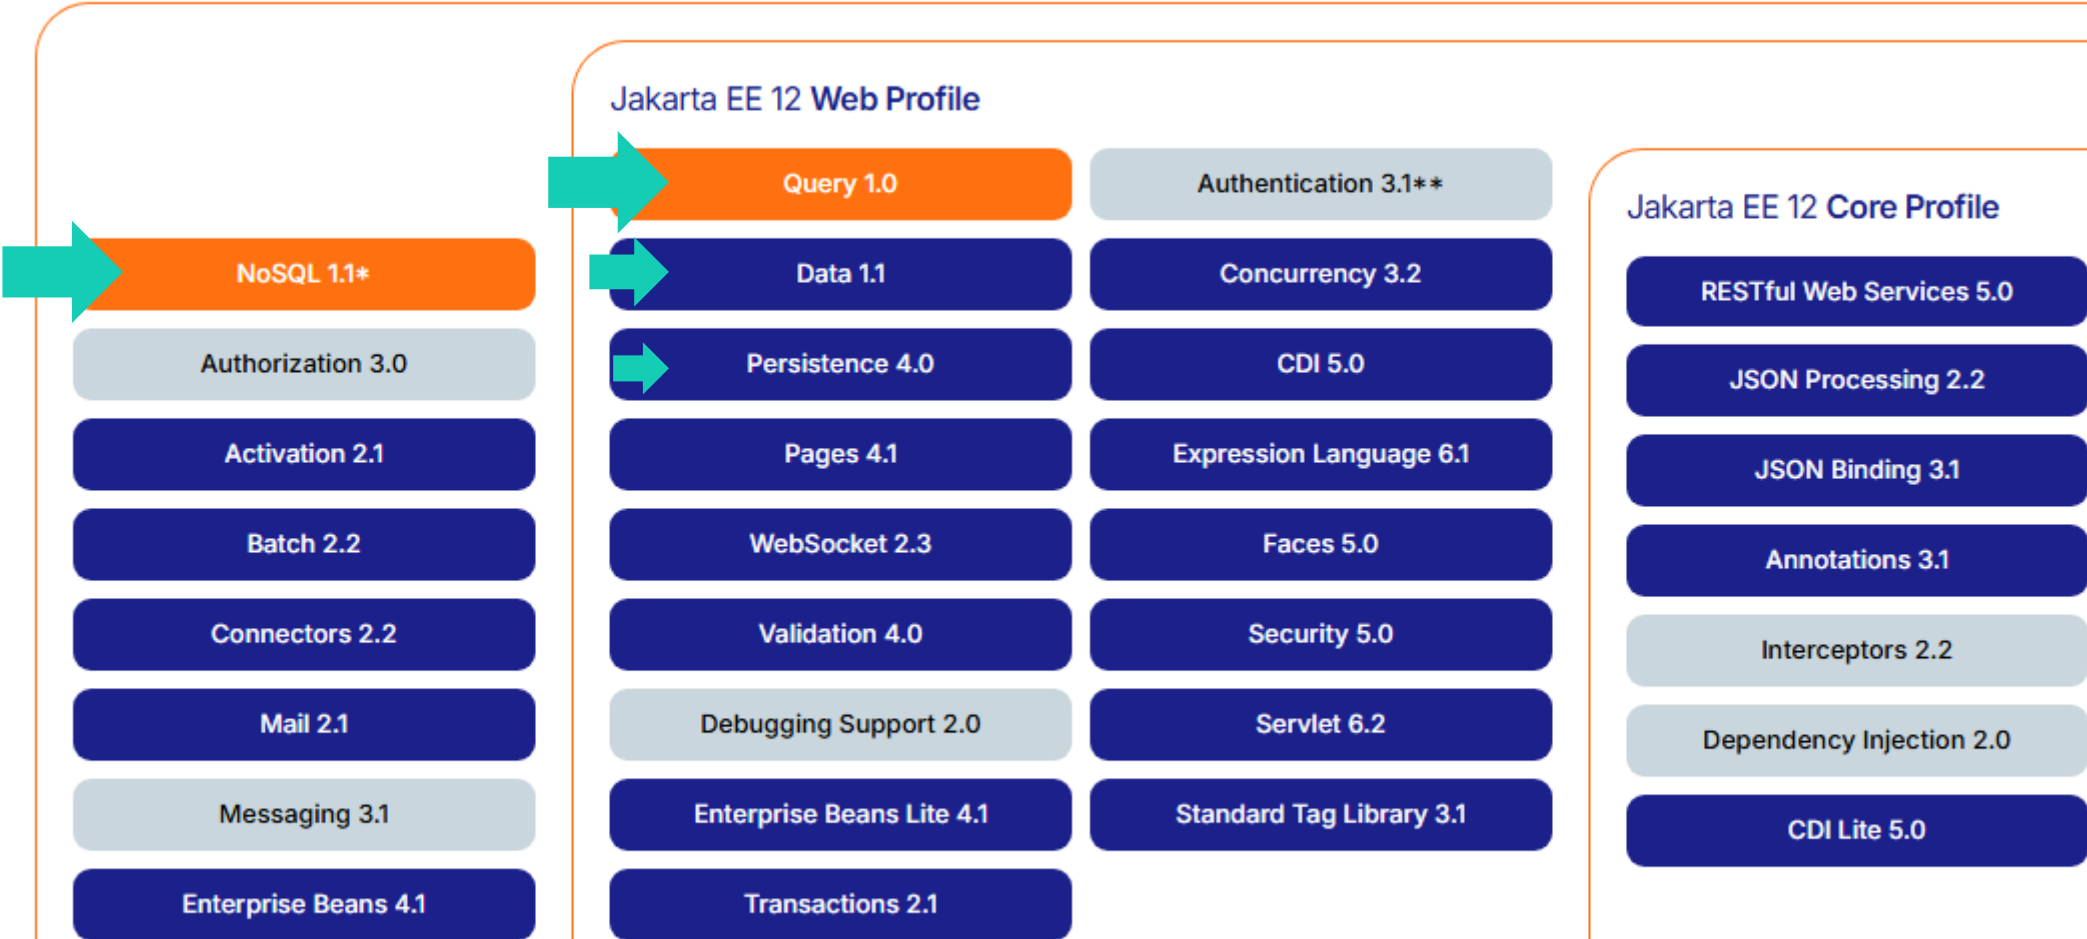 Jakarta EE 12 Web Profile
Query 1.0
Authentication 3.1**
Jakarta EE 12 Core Profile
NoSQL 1.1*
Data 1.1
Concurrency 3.2
RESTful Web Services 5.0
Authorization 3.0
Persistence 4.0
CDI 5.0
JSON Processing 2.2
Activation 2.1
Pages 4.1
Expression Language 6.1
JSON Binding 3.1
Batch 2.2
WebSocket 2.3
Faces 5.0
Annotations 3.1
Connectors 2.2
Validation 4.0
Security 5.0
Interceptors 2.2
Mail 2.1
Debugging Support 2.0
Servlet 6.2
Dependency Injection 2.0
Messaging 3.1
Enterprise Beans Lite 4.1
Standard Tag Library 3.1
CDI Lite 5.0
Enterprise Beans 4.1
Transactions 2.1